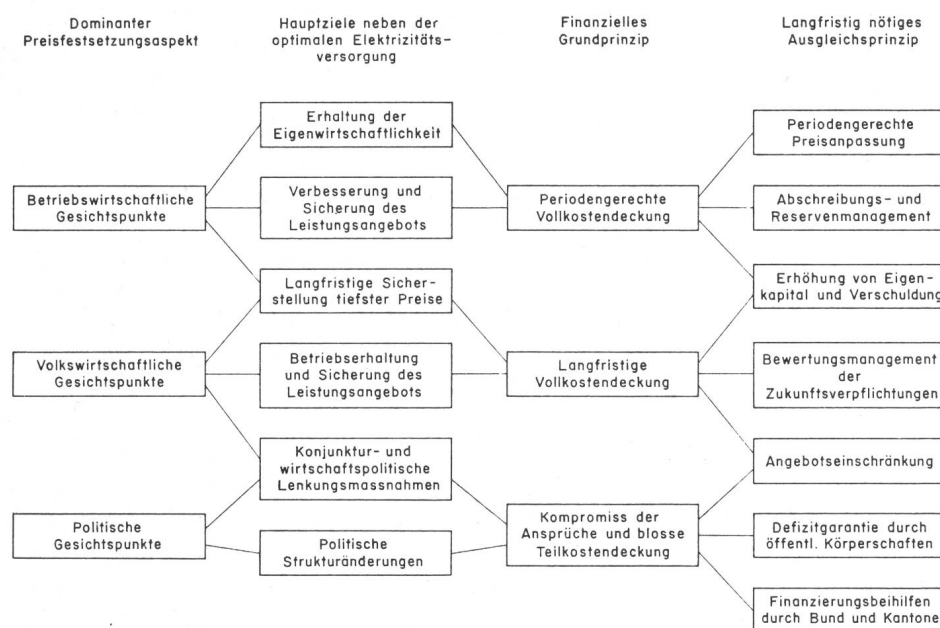 Dominanter
Preisfestsetzungsaspekt
Hauptziele neben der
optimalen Elektrizitäts-
versorgung
Finanzielles
Grundprinzip
Langfristig nötiges
Ausgleichsprinzip
Betriebswirtschaftliche
Gesichtspunkte
Volkswirtschaftliche
Gesichtspunkte
Politische
Gesichtspunkte
Erhaltung der
Eigenwirtschaftlichkeit
Verbesserung und
Sicherung des
Leistungsangebots
Langfristige Sicher-
stellung tiefster Preise
Betriebserhaltung
und Sicherung des
Leistungsangebots
Konjunktur- und
wirtschaftspolitische
Lenkungsmassnahmen
Politische
Strukturänderungen
Periodengerechte
Vollkostendeckung
Langfristige
Vollkostendeckung
Kompromiss der
Ansprüche und blosse
Teilkostendeckung
Periodengerechte
Preisanpassung
Abschreibungs- und
Reservenmanagement
Erhöhung von Eigen-
kapital und Verschuldung
Bewertungsmanagement
der
Zukunftsverpflichtungen
Angebotseinschränkung
Defizitgarantie durch
öffentl. Körperschaften
Finanzierungsbeihilfen
durch Bund und Kantone